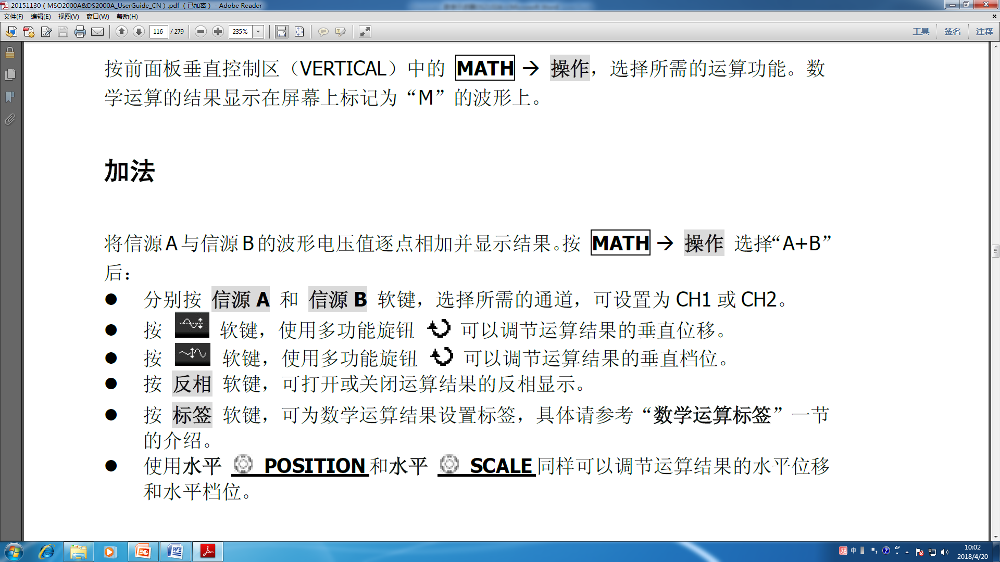 20151130（MSO2000A&DS2000A_UserGuide_CN）.pdf（已加密） - Adobe Reader
文件(F) 编辑(E) 视图(V) 窗口(W) 帮助(H)
116 / 279 235% 工具 签名 注释
按前面板垂直控制区（VERTICAL）中的 MATH → 操作，选择所需的运算功能。数
学运算的结果显示在屏幕上标记为“M”的波形上。
加法
将信源 A 与信源 B 的波形电压值逐点相加并显示结果。按 MATH → 操作 选择“A+B”
后：
● 分别按 信源 A 和 信源 B 软键，选择所需的通道，可设置为 CH1 或 CH2。
● 按 软键，使用多功能旋钮 可以调节运算结果的垂直位移。
● 按 软键，使用多功能旋钮 可以调节运算结果的垂直档位。
● 按 反相 软键，可打开或关闭运算结果的反相显示。
● 按 标签 软键，可为数学运算结果设置标签，具体请参考“数学运算标签”一节
的介绍。
● 使用水平 POSITION 和水平 SCALE 同样可以调节运算结果的水平位移
和水平档位。
中
10:02
2018/4/20